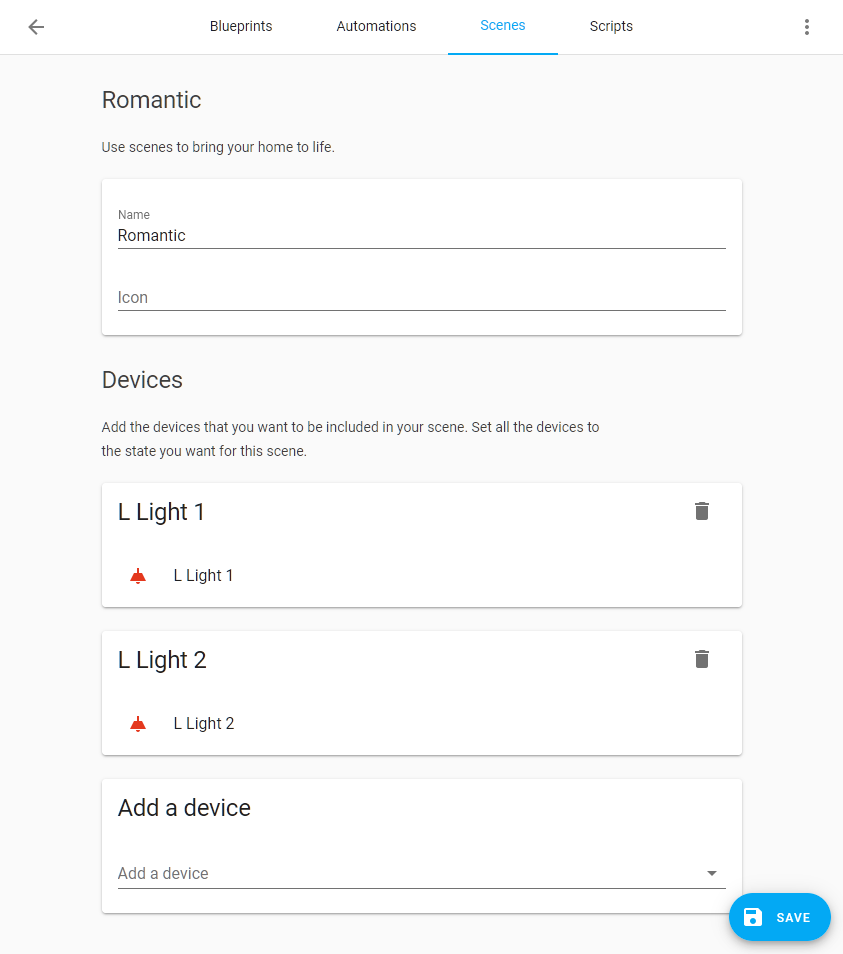 Blueprints Automations Scenes Scripts
Romantic
Use scenes to bring your home to life.
Name
Romantic
Icon
Devices
Add the devices that you want to be included in your scene. Set all the devices to
the state you want for this scene.
L Light 1
L Light 1
L Light 2
L Light 2
Add a device
Add a device
SAVE